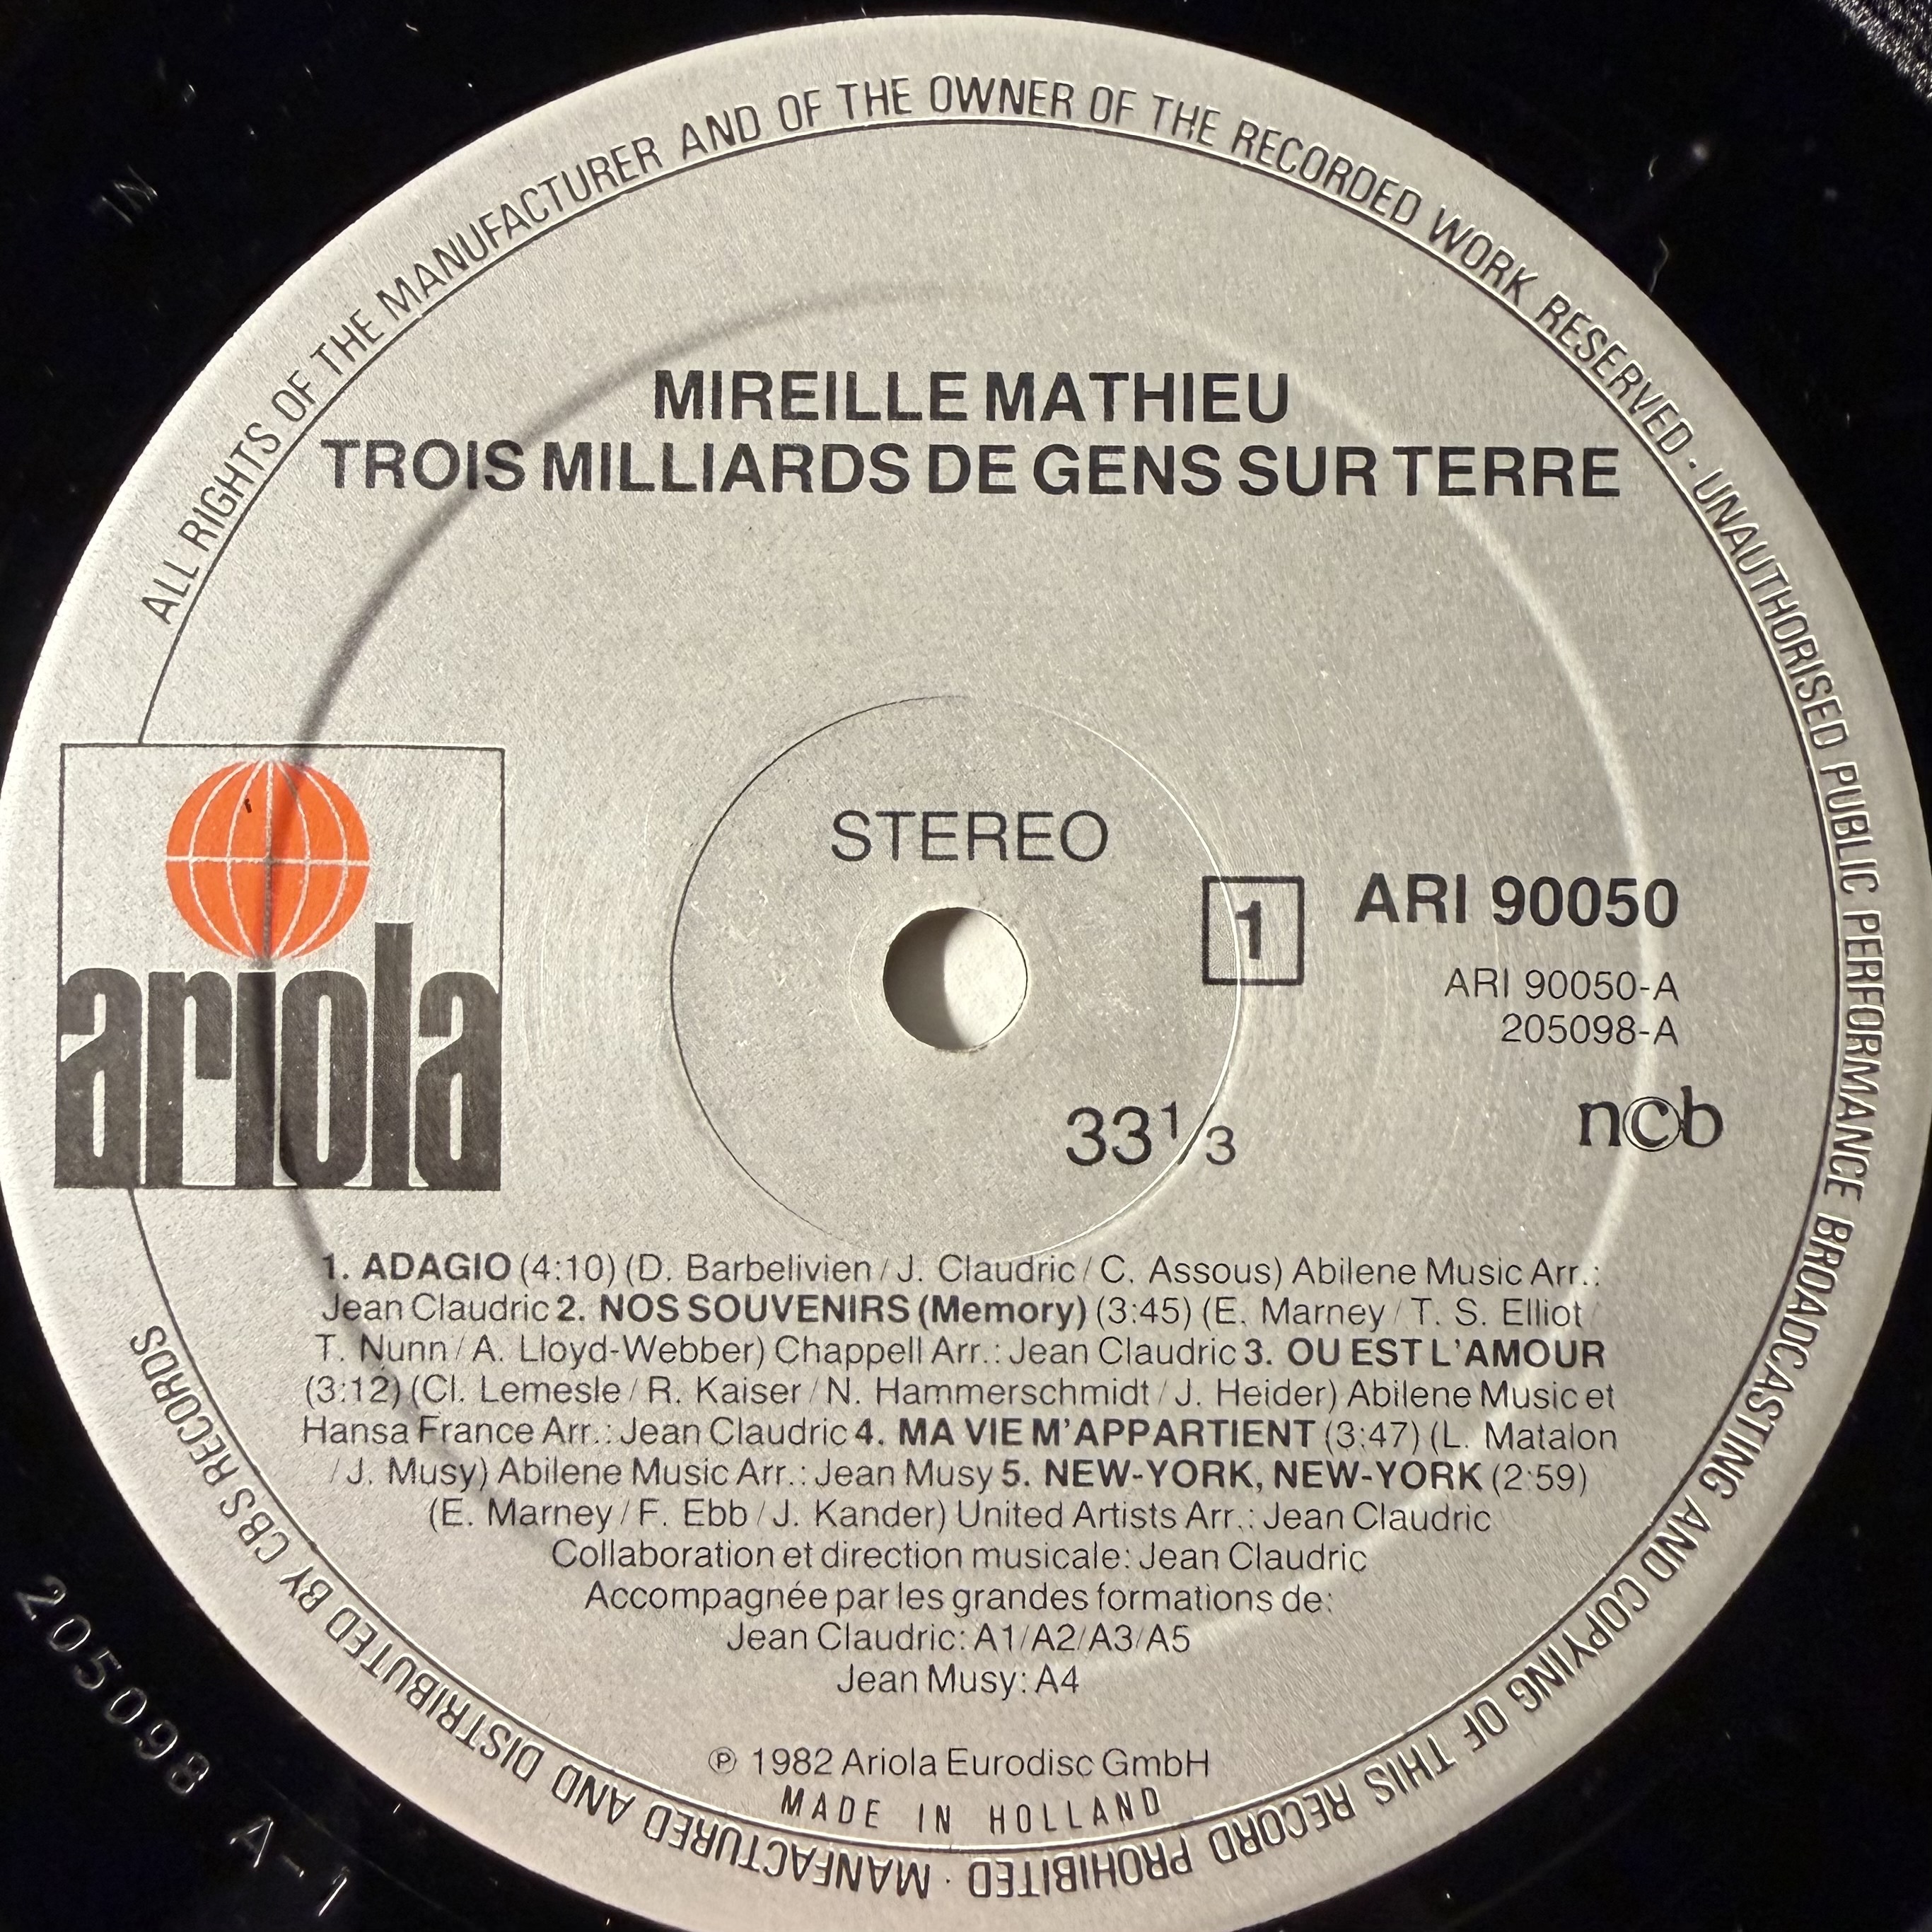 ALL RIGHTS OF THE MANUFACTURER AND OF THE OWNER OF THE RECORDED WORK RESERVED · UNAUTHORISED PUBLIC PERFORMANCE BROADCASTING AND COPYING OF THIS RECORD PROHIBITED · MANFACTURED AND DISTRIBUTED BY CBS RECORDS
MIREILLE MATHIEU
TROIS MILLIARDS DE GENS SUR TERRE
ariola
STEREO
1
ARI 90050
ARI 90050-A
205098-A
33 1/3
ncb
1. ADAGIO (4:10) (D. Barbelivien / J. Claudric / C. Assous) Abilene Music Arr.:
Jean Claudric 2. NOS SOUVENIRS (Memory) (3:45) (E. Marney / T. S. Elliot /
T. Nunn / A. Lloyd-Webber) Chappell Arr.: Jean Claudric 3. OU EST L'AMOUR
(3:12) (Cl. Lemesle / R. Kaiser / N. Hammerschmidt / J. Heider) Abilene Music et
Hansa France Arr.: Jean Claudric 4. MA VIE M'APPARTIENT (3:47) (L. Matalon
/ J. Musy) Abilene Music Arr.: Jean Musy 5. NEW-YORK, NEW-YORK (2:59)
(E. Marney / F. Ebb / J. Kander) United Artists Arr.: Jean Claudric
Collaboration et direction musicale: Jean Claudric
Accompagnée par les grandes formations de:
Jean Claudric: A1/A2/A3/A5
Jean Musy: A4
℗ 1982 Ariola Eurodisc GmbH
MADE IN HOLLAND
205098 A-1